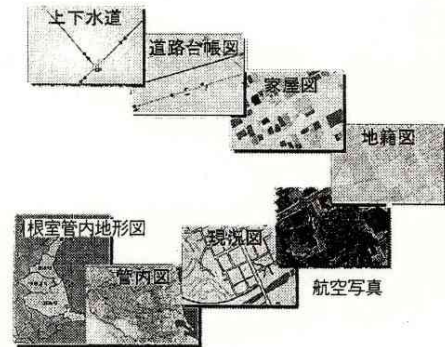 上下水道
道路台帳図
家屋図
地籍図
航空写真
現況図
管内図
根室管内地形図